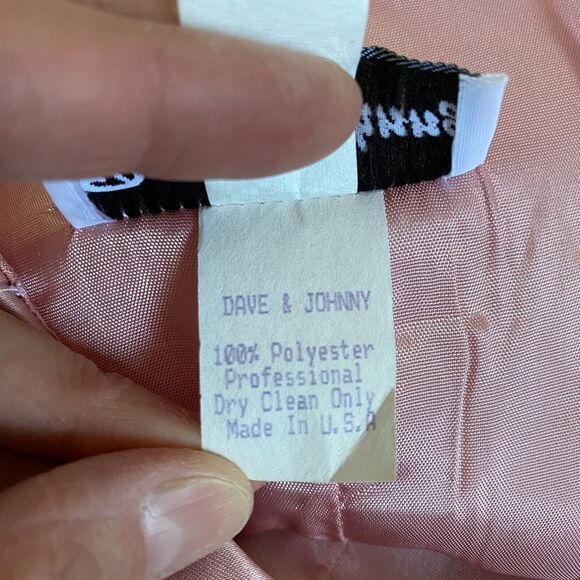 DAVE & JOHNNY
100% Polyester
Professional
Dry Clean Only
Made In U.S.A